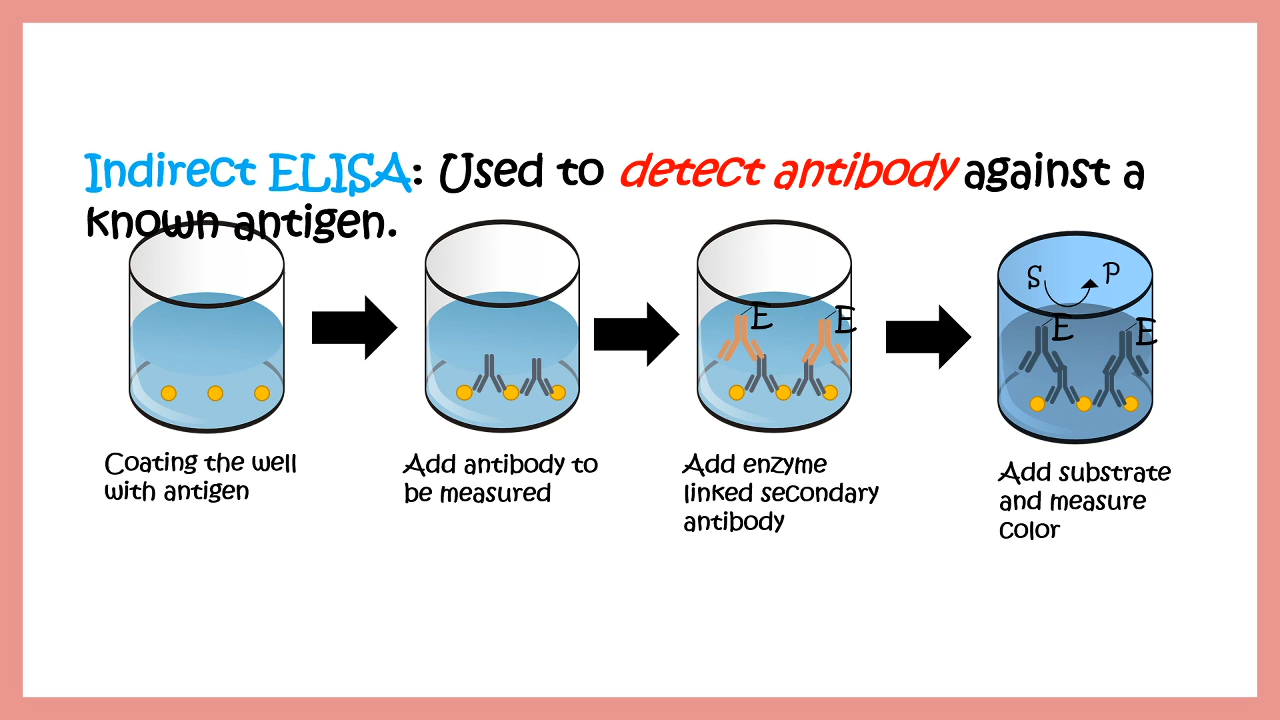 Indirect ELISA: Used to detect antibody against a
known antigen.
S P
E
E
E
E
Coating the well
with antigen
Add antibody to
be measured
Add enzyme
linked secondary
antibody
Add substrate
and measure
color